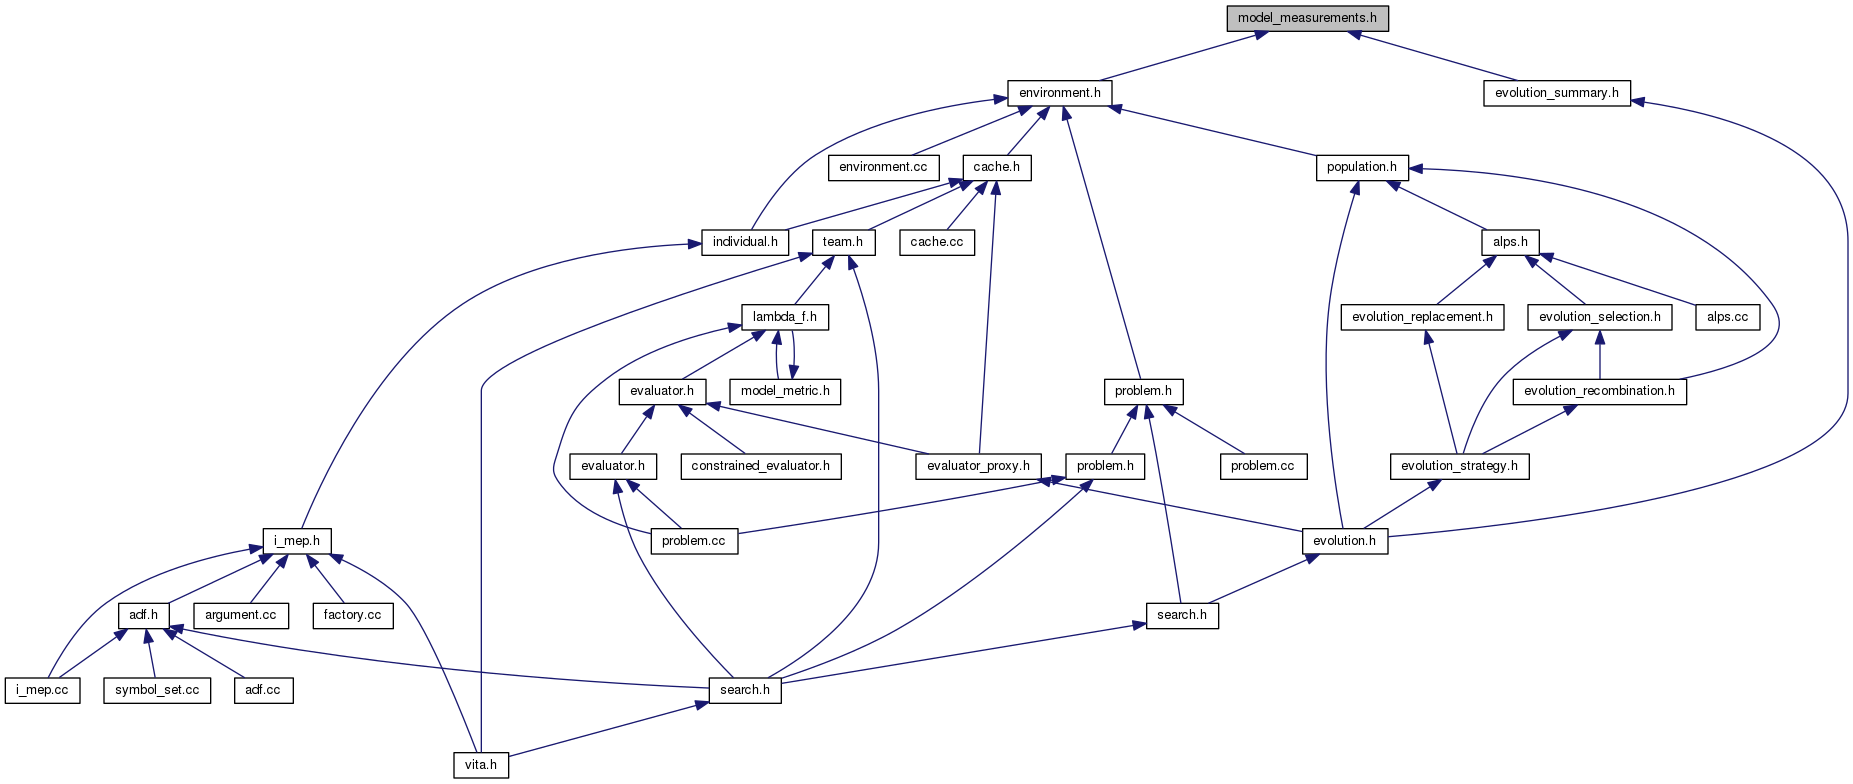 model_measurements.h
environment.h
evolution_summary.h
environment.cc
cache.h
population.h
individual.h
team.h
cache.cc
alps.h
lambda_f.h
evolution_replacement.h
evolution_selection.h
alps.cc
evaluator.h
model_metric.h
problem.h
evolution_recombination.h
evaluator.h
constrained_evaluator.h
evaluator_proxy.h
problem.h
problem.cc
evolution_strategy.h
i_mep.h
problem.cc
evolution.h
adf.h
argument.cc
factory.cc
search.h
i_mep.cc
symbol_set.cc
adf.cc
search.h
vita.h